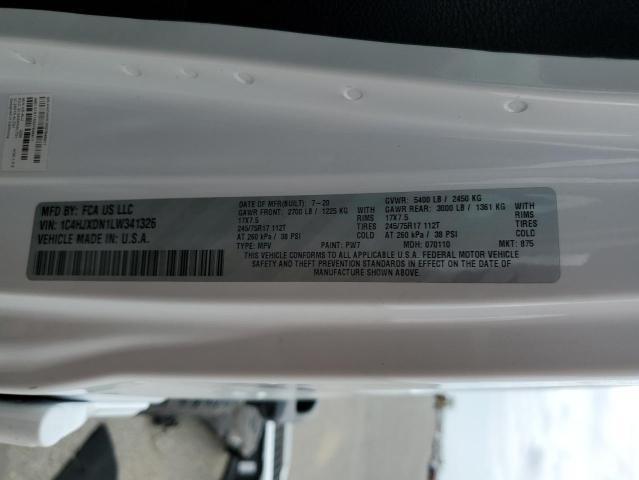 MFD BY: FCA US LLC
VIN: 1C4HJXDN1LW341326
VEHICLE MADE IN: U.S.A.
DATE OF MFR(BUILT): 7-20
GAWR FRONT: 2700 LB / 1225 KG
WITH
17X7.5
RIMS
245/75R17 112T
TIRES
AT 260 kPa / 38 PSI
COLD
GVWR: 5400 LB / 2450 KG
GAWR REAR: 3000 LB / 1361 KG
WITH
17X7.5
RIMS
245/75R17 112T
TIRES
AT 260 kPa / 38 PSI
COLD
TYPE: MFV PAINT: PW7 MDH: 070110 MKT: 875
THIS VEHICLE CONFORMS TO ALL APPLICABLE U.S.A. FEDERAL MOTOR VEHICLE
SAFETY AND THEFT PREVENTION STANDARDS IN EFFECT ON THE DATE OF
MANUFACTURE SHOWN ABOVE.